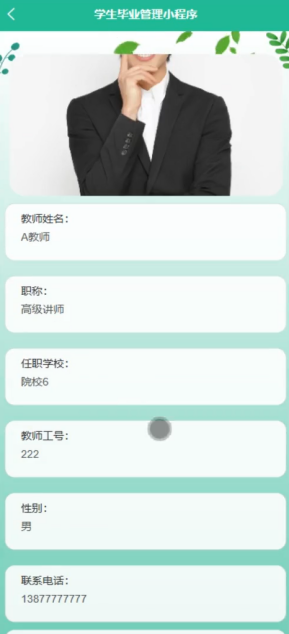 学生毕业管理小程序
教师姓名：
A教师
职称：
高级讲师
任职学校：
院校6
教师工号：
222
性别：
男
联系电话：
13877777777